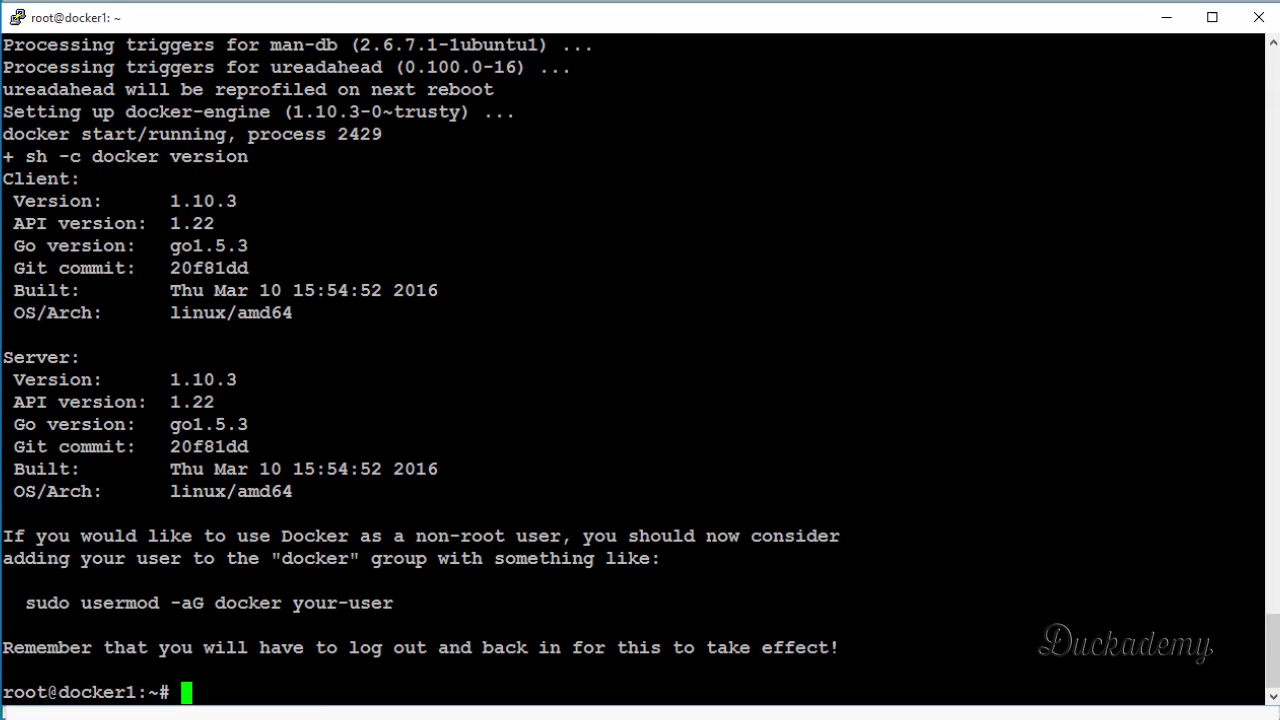 root@docker1: ~
Processing triggers for man-db (2.6.7.1-1ubuntu1) ...
Processing triggers for ureadahead (0.100.0-16) ...
ureadahead will be reprofiled on next reboot
Setting up docker-engine (1.10.3-0~trusty) ...
docker start/running, process 2429
+ sh -c docker version
Client:
 Version:      1.10.3
 API version:  1.22
 Go version:   go1.5.3
 Git commit:   20f81dd
 Built:        Thu Mar 10 15:54:52 2016
 OS/Arch:      linux/amd64

Server:
 Version:      1.10.3
 API version:  1.22
 Go version:   go1.5.3
 Git commit:   20f81dd
 Built:        Thu Mar 10 15:54:52 2016
 OS/Arch:      linux/amd64

If you would like to use Docker as a non-root user, you should now consider
adding your user to the "docker" group with something like:

  sudo usermod -aG docker your-user

Remember that you will have to log out and back in for this to take effect!
Duckademy
root@docker1:~#